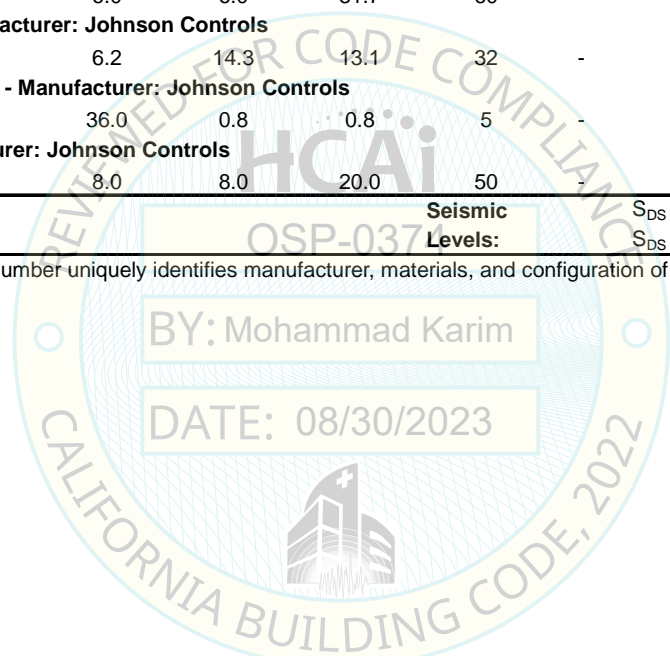 acturer: Johnson Controls
6.2 14.3 13.1 32 -
- Manufacturer: Johnson Controls
36.0 0.8 0.8 5 -
urer: Johnson Controls
8.0 8.0 20.0 50 -
Seismic S_DS
Levels: S_DS
umber uniquely identifies manufacturer, materials, and configuration of
REVIEWED FOR CODE COMPLIANCE
HCAi
OSP-0374
BY: Mohammad Karim
DATE: 08/30/2023
CALIFORNIA BUILDING CODE, 2022